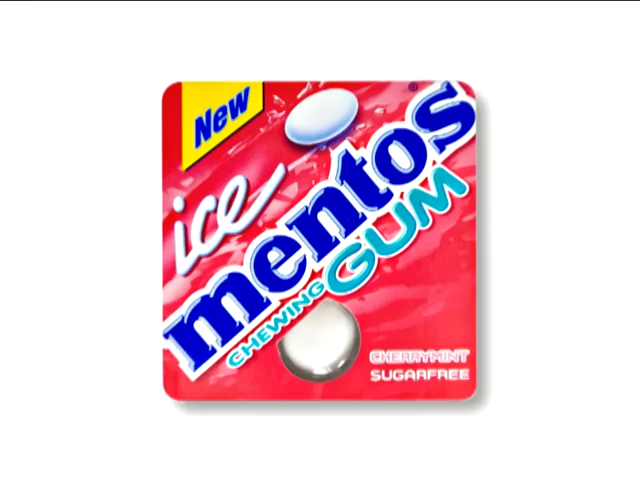 New
ice
mentos®
CHEWING GUM
CHERRYMINT
SUGARFREE